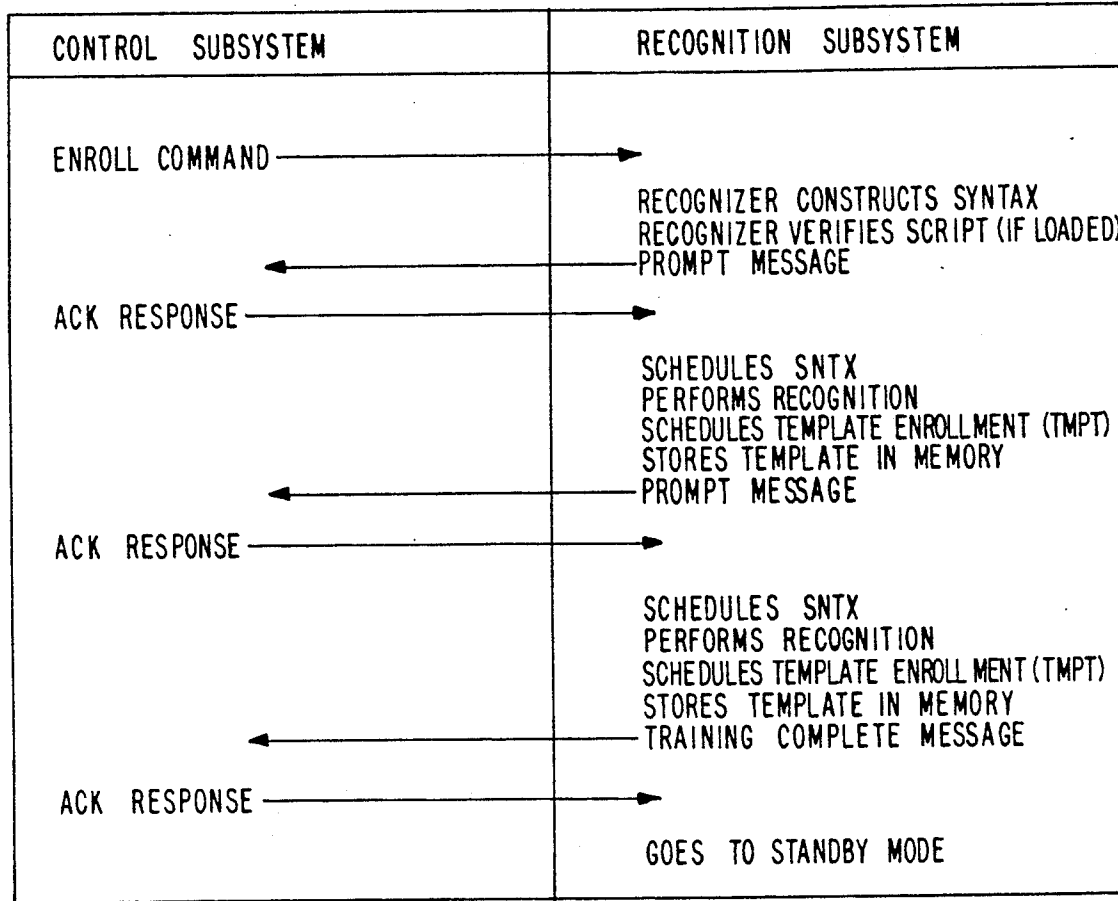 CONTROL SUBSYSTEM
RECOGNITION SUBSYSTEM
ENROLL COMMAND
RECOGNIZER CONSTRUCTS SYNTAX
RECOGNIZER VERIFIES SCRIPT (IF LOADED)
PROMPT MESSAGE
ACK RESPONSE
SCHEDULES SNTX
PERFORMS RECOGNITION
SCHEDULES TEMPLATE ENROLLMENT (TMPT)
STORES TEMPLATE IN MEMORY
PROMPT MESSAGE
ACK RESPONSE
SCHEDULES SNTX
PERFORMS RECOGNITION
SCHEDULES TEMPLATE ENROLLMENT (TMPT)
STORES TEMPLATE IN MEMORY
TRAINING COMPLETE MESSAGE
ACK RESPONSE
GOES TO STANDBY MODE